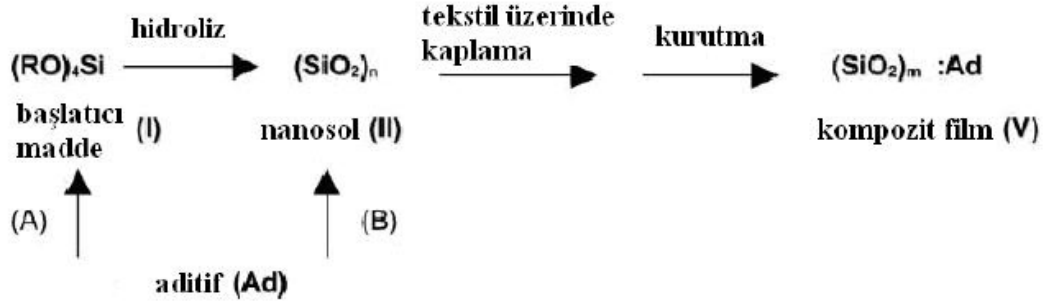 hidroliz
tekstil üzerinde
kaplama
kurutma
(RO)₄Si
(SiO₂)ₙ
(SiO₂)ₘ :Ad
başlatıcı
madde
(I)
nanosol (II)
kompozit film (V)
(A)
(B)
aditif (Ad)